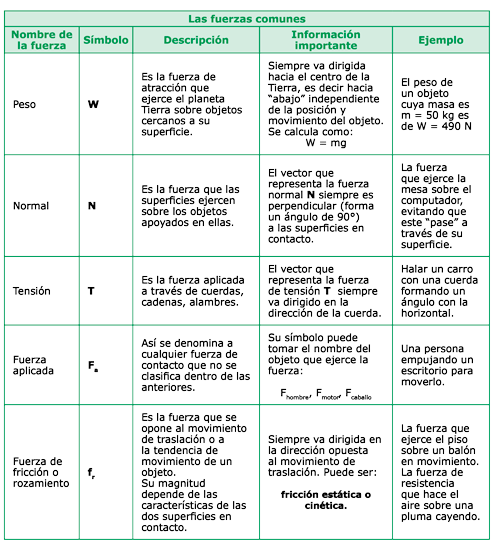 Las fuerzas comunes
Nombre de
la fuerza
Símbolo
Descripción
Información
importante
Ejemplo
Peso
W
Es la fuerza de
atracción que
ejerce el planeta
Tierra sobre objetos
cercanos a su
superficie.
Siempre va dirigida
hacia el centro de la
Tierra, es decir hacia
“abajo” independiente
de la posición y
movimiento del objeto.
Se calcula como:
W = mg
El peso de
un objeto
cuya masa es
m = 50 kg es
de W = 490 N
Normal
N
Es la fuerza que las
superficies ejercen
sobre los objetos
apoyados en ellas.
El vector que
representa la fuerza
normal N siempre es
perpendicular (forma
un ángulo de 90°)
a las superficies en
contacto.
La fuerza
que ejerce la
mesa sobre el
computador,
evitando que
este “pase” a
través de su
superficie.
Tensión
T
Es la fuerza aplicada
a través de cuerdas,
cadenas, alambres.
El vector que
representa la fuerza
de tensión T siempre
va dirigido en la
dirección de la cuerda.
Halar un carro
con una cuerda
formando un
ángulo con la
horizontal.
Fuerza
aplicada
Fa
Así se denomina a
cualquier fuerza de
contacto que no se
clasifica dentro de las
anteriores.
Su símbolo puede
tomar el nombre del
objeto que ejerce la
fuerza:
Fhombre, Fmotor, Fcaballo
Una persona
empujando un
escritorio para
moverlo.
Fuerza de
fricción o
rozamiento
fr
Es la fuerza que se
opone al movimiento
de traslación o a
la tendencia de
movimiento de un
objeto.
Su magnitud
depende de las
características de las
dos superficies en
contacto.
Siempre va dirigida en
la dirección opuesta
al movimiento de
traslación. Puede ser:
fricción estática o
cinética.
La fuerza que
ejerce el piso
sobre un balón
en movimiento.
La fuerza de
resistencia
que hace el
aire sobre una
pluma cayendo.